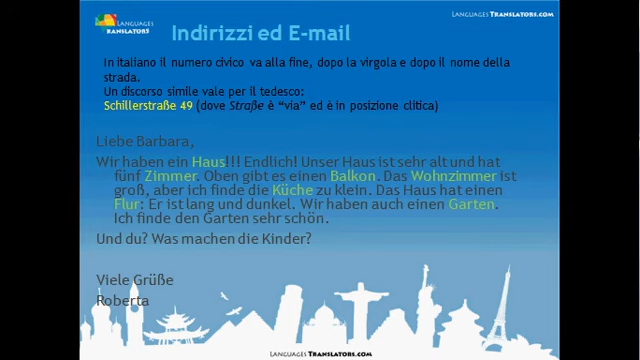 LANGUAGES
TRANSLATORS
LANGUAGES TRANSLATORS.COM
Indirizzi ed E-mail
In italiano il numero civico va alla fine, dopo la virgola e dopo il nome della
strada.
Un discorso simile vale per il tedesco:
Schillerstraße 49 (dove Straße è “via” ed è in posizione clitica)
Liebe Barbara,
Wir haben ein Haus!!! Endlich! Unser Haus ist sehr alt und hat
fünf Zimmer. Oben gibt es einen Balkon. Das Wohnzimmer ist
groß, aber ich finde die Küche zu klein. Das Haus hat einen
Flur: Er ist lang und dunkel. Wir haben auch einen Garten.
Ich finde den Garten sehr schön.
Und du? Was machen die Kinder?
Viele Grüße
Roberta
LANGUAGES TRANSLATORS.COM